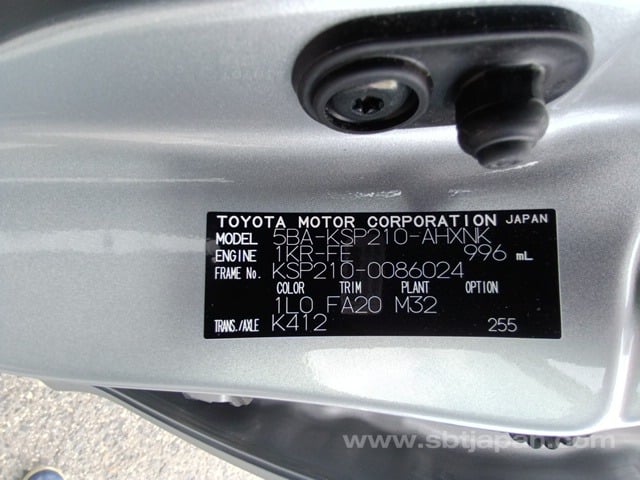 TOYOTA MOTOR CORPORATION JAPAN
MODEL 5BA-KSP210-AHXNK
ENGINE 1KR-FE 996 mL
FRAME No. KSP210-0086024
COLOR TRIM PLANT OPTION
1L0 FA20 M32
TRANS./AXLE K412 255
www.sbtjapan.com